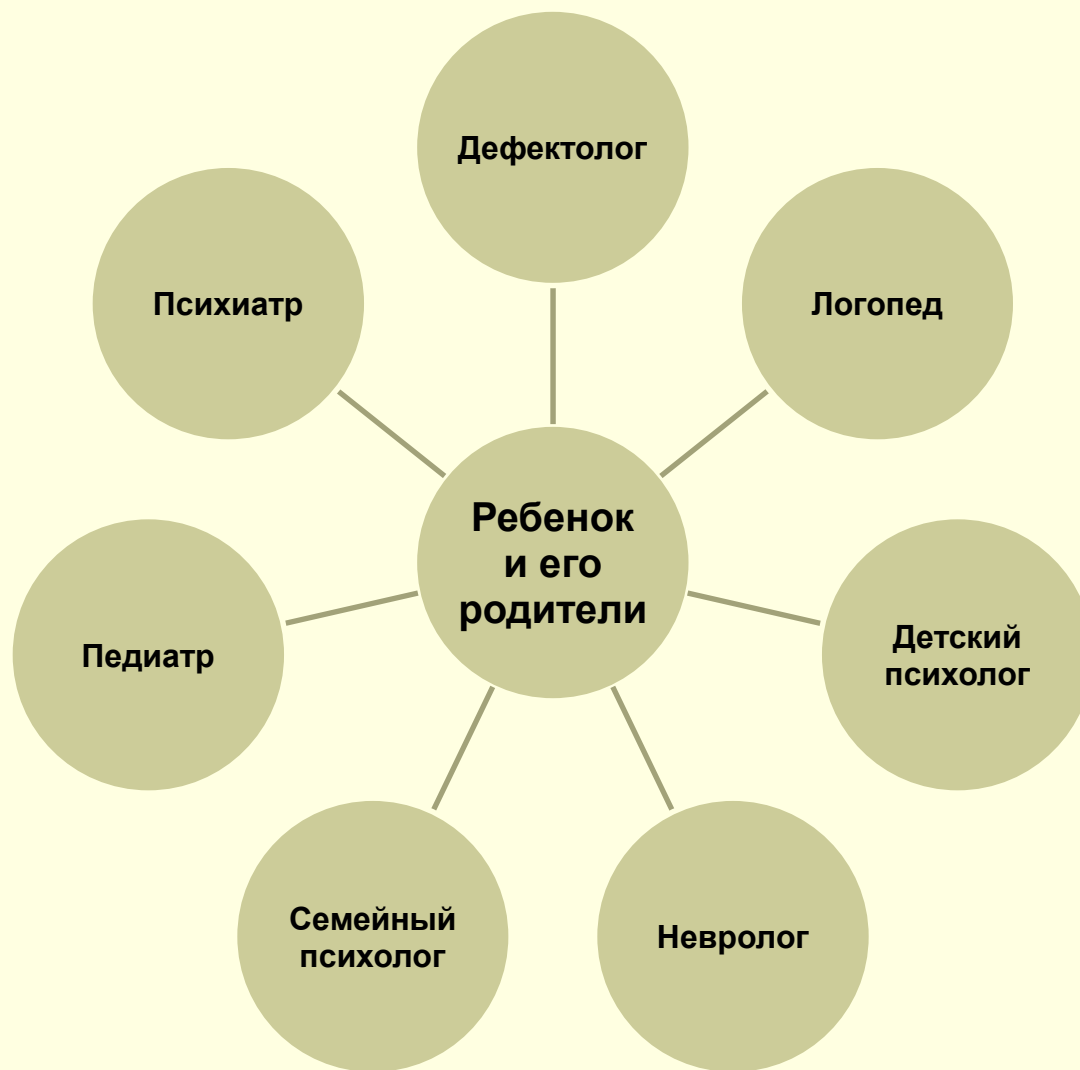 Дефектолог
Психиатр
Логопед
Ребенок
и его
родители
Педиатр
Детский
психолог
Семейный
психолог
Невролог